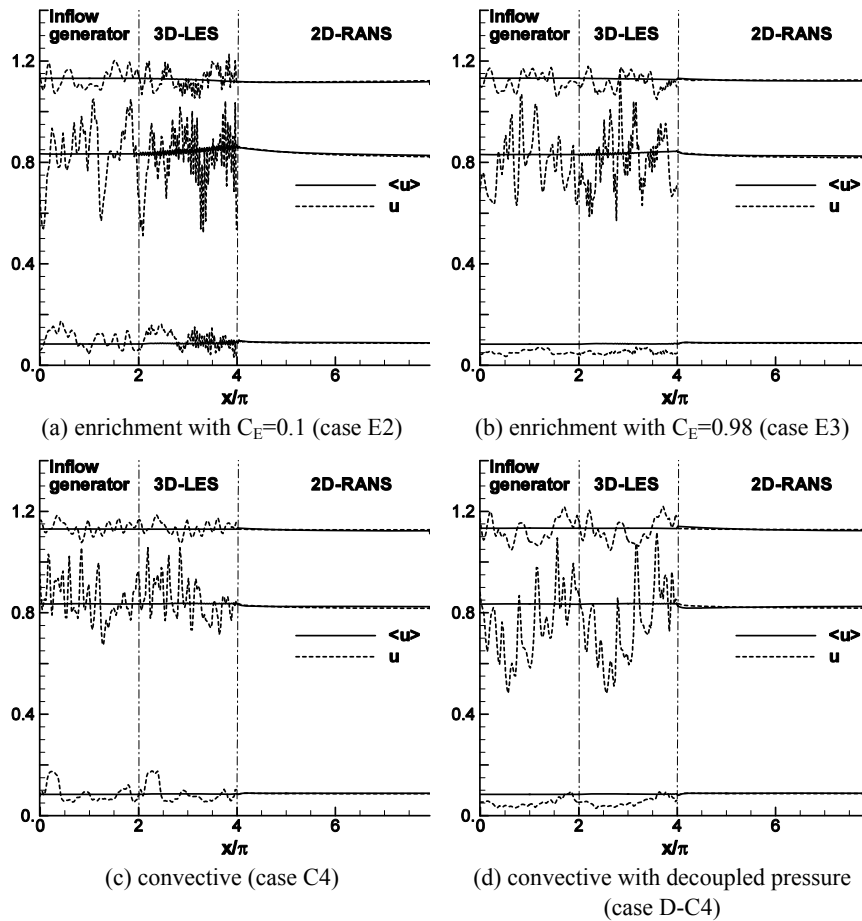 Inflow
generator
3D-LES
2D-RANS
1.2
0.8
0.4
0.
<u>
u
0
2
4
6
x/π
(a) enrichment with C_E=0.1 (case E2)
Inflow
generator
3D-LES
2D-RANS
1.2
0.8
0.4
0.
<u>
u
0
2
4
6
x/π
(b) enrichment with C_E=0.98 (case E3)
Inflow
generator
3D-LES
2D-RANS
1.2
0.8
0.4
0.
<u>
u
0
2
4
6
x/π
(c) convective (case C4)
Inflow
generator
3D-LES
2D-RANS
1.2
0.8
0.4
0.
<u>
u
0
2
4
6
x/π
(d) convective with decoupled pressure
(case D-C4)